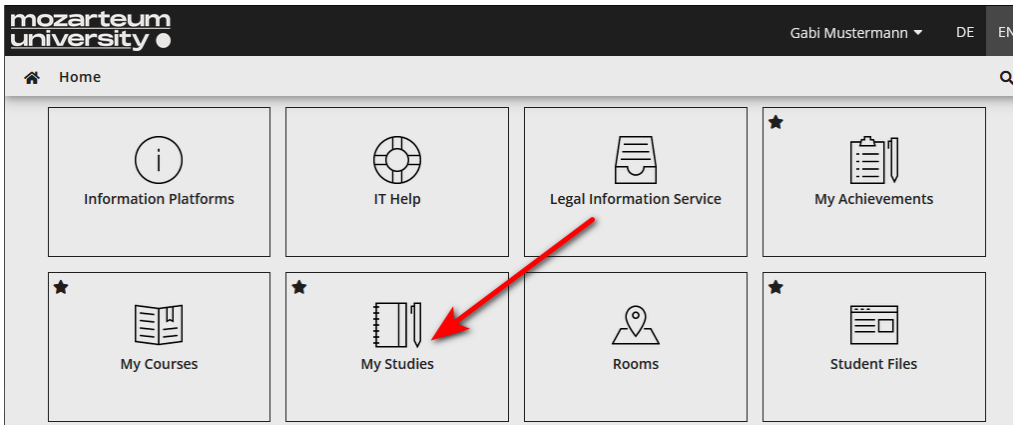 mozarteum
university
Gabi Mustermann
DE
EN
Home
Information Platforms
IT Help
Legal Information Service
My Achievements
My Courses
My Studies
Rooms
Student Files